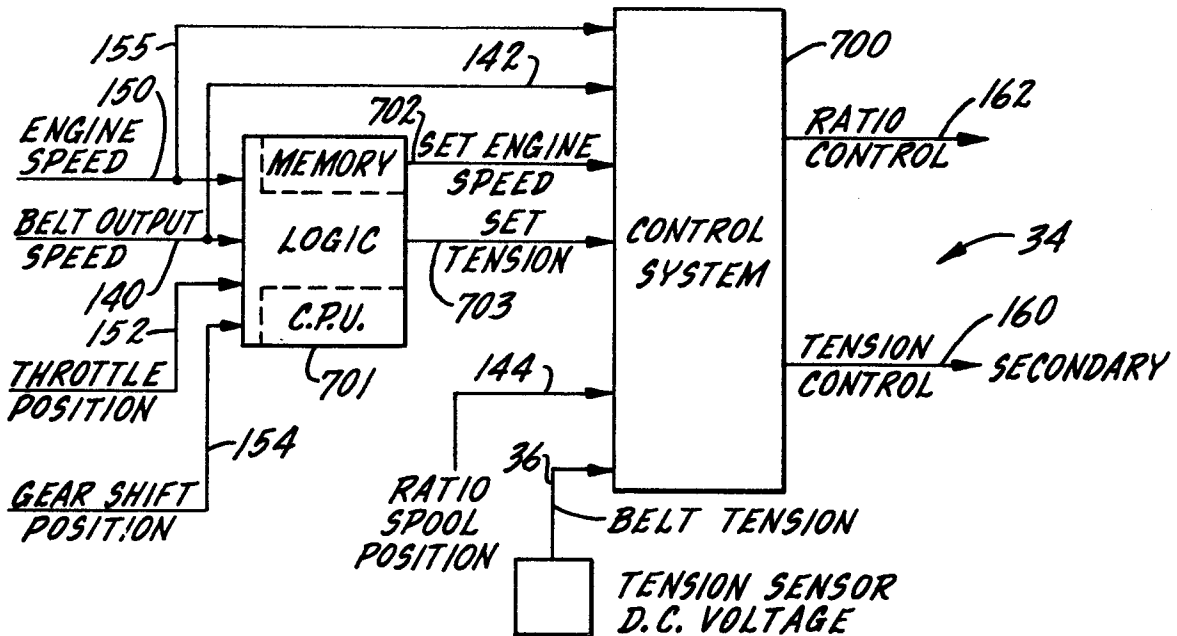 155
150
ENGINE
SPEED
BELT OUTPUT
SPEED
140
152
THROTTLE
POSITION
154
GEAR SHIFT
POSITION
MEMORY
LOGIC
C.P.U.
701
142
702
SET ENGINE
SPEED
SET
TENSION
703
144
RATIO
SPOOL
POSITION
36
BELT TENSION
TENSION SENSOR
D.C. VOLTAGE
CONTROL
SYSTEM
700
RATIO
CONTROL
162
34
TENSION
CONTROL
160
SECONDARY